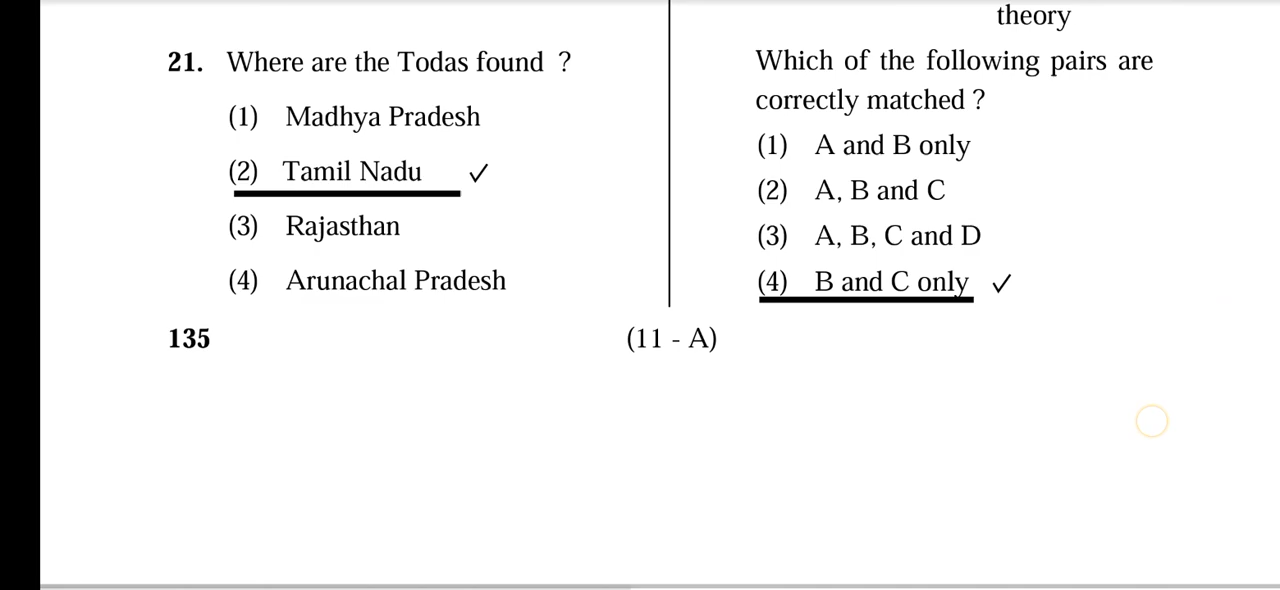 21. Where are the Todas found ?
(1) Madhya Pradesh
(2) Tamil Nadu ✓
(3) Rajasthan
(4) Arunachal Pradesh
theory
Which of the following pairs are
correctly matched ?
(1) A and B only
(2) A, B and C
(3) A, B, C and D
(4) B and C only ✓
135
(11 - A)